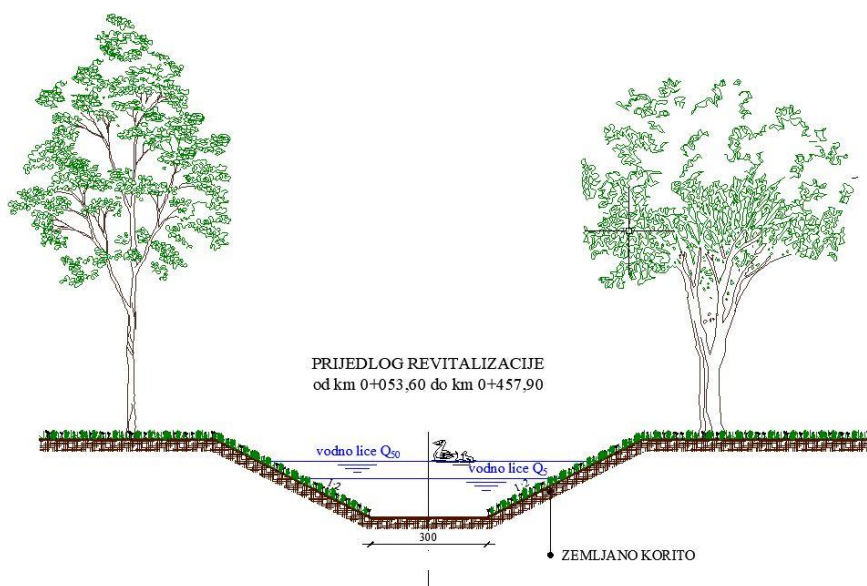 PRIJEDLOG REVITALIZACIJE
od km 0+053,60 do km 0+457,90
vodno lice Q50
vodno lice Q5
1:2
1:2
300
ZEMLJANO KORITO